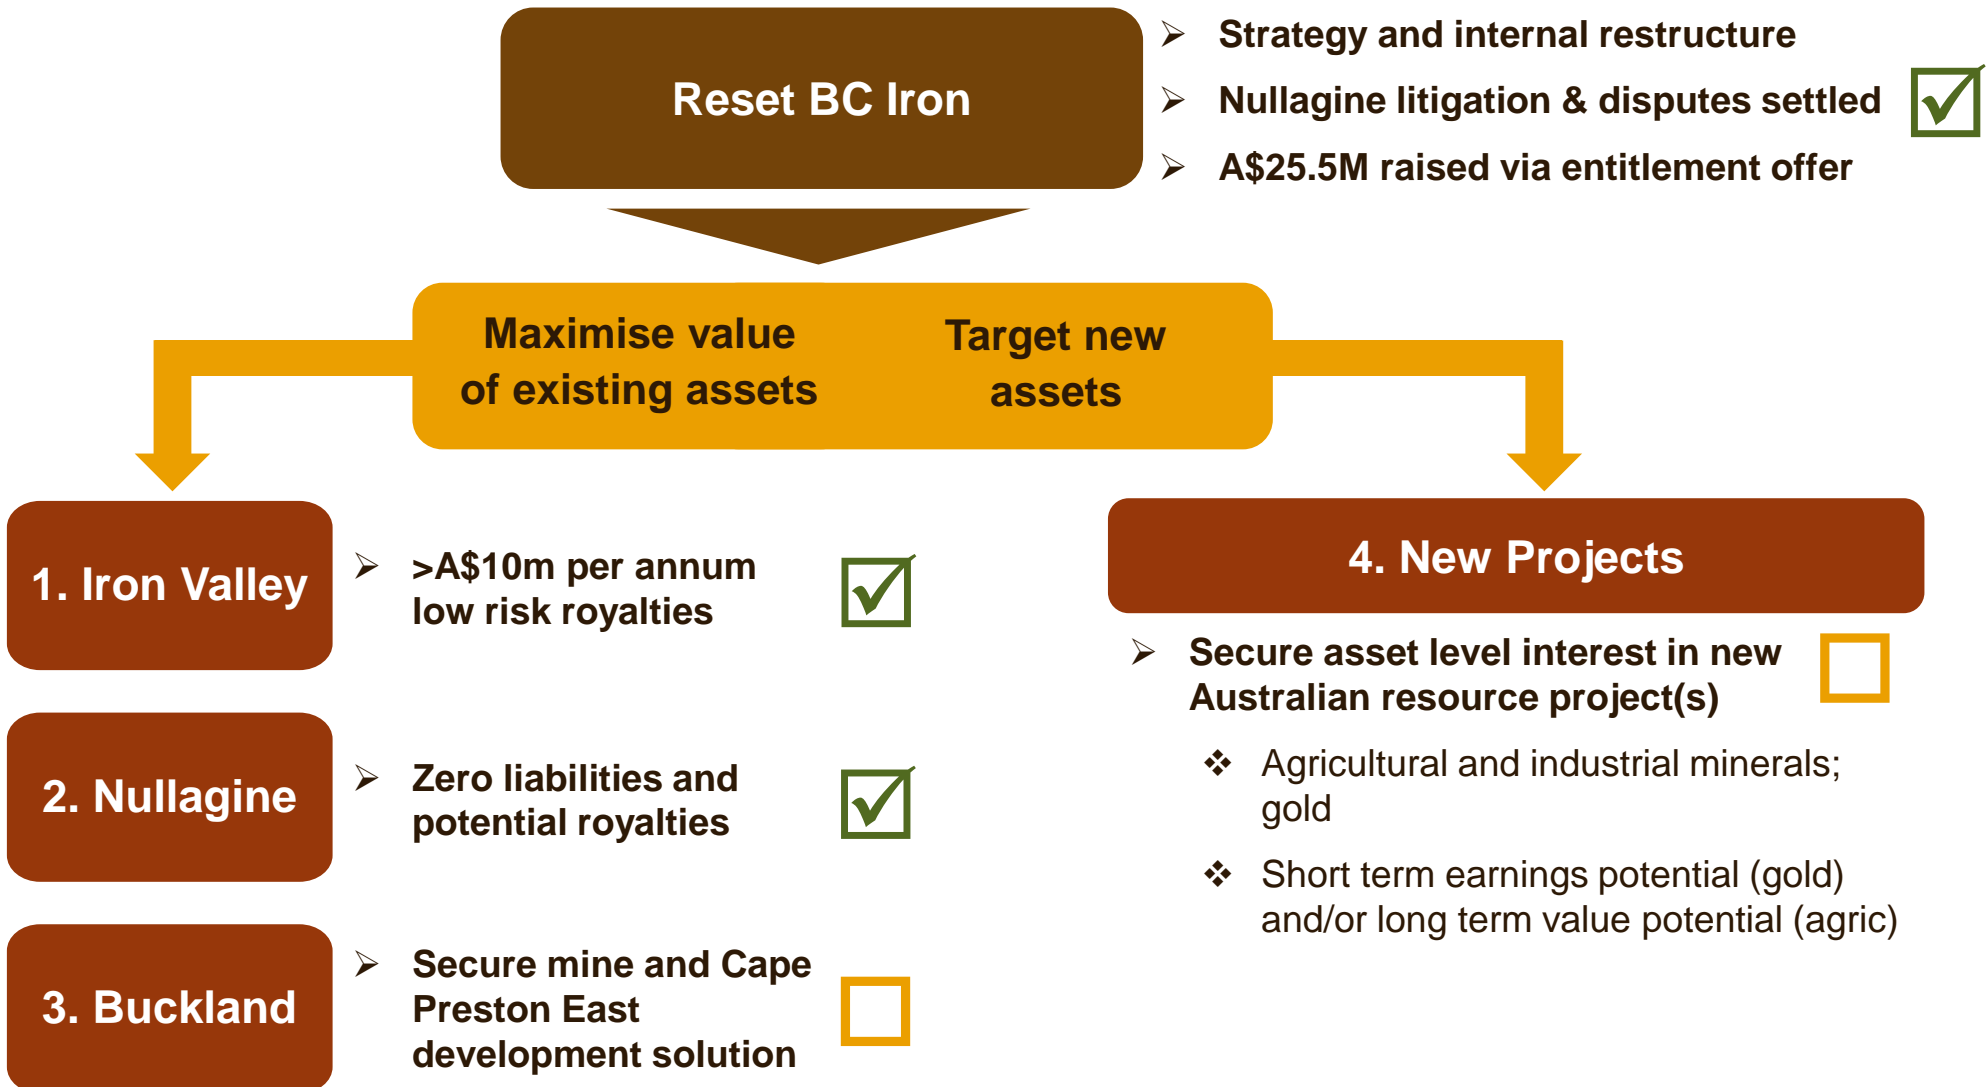 Reset BC Iron
Strategy and internal restructure
Nullagine litigation & disputes settled
A$25.5M raised via entitlement offer
Maximise value
of existing assets
Target new
assets
1. Iron Valley
>A$10m per annum
low risk royalties
2. Nullagine
Zero liabilities and
potential royalties
3. Buckland
Secure mine and Cape
Preston East
development solution
4. New Projects
Secure asset level interest in new
Australian resource project(s)
Agricultural and industrial minerals;
gold
Short term earnings potential (gold)
and/or long term value potential (agric)